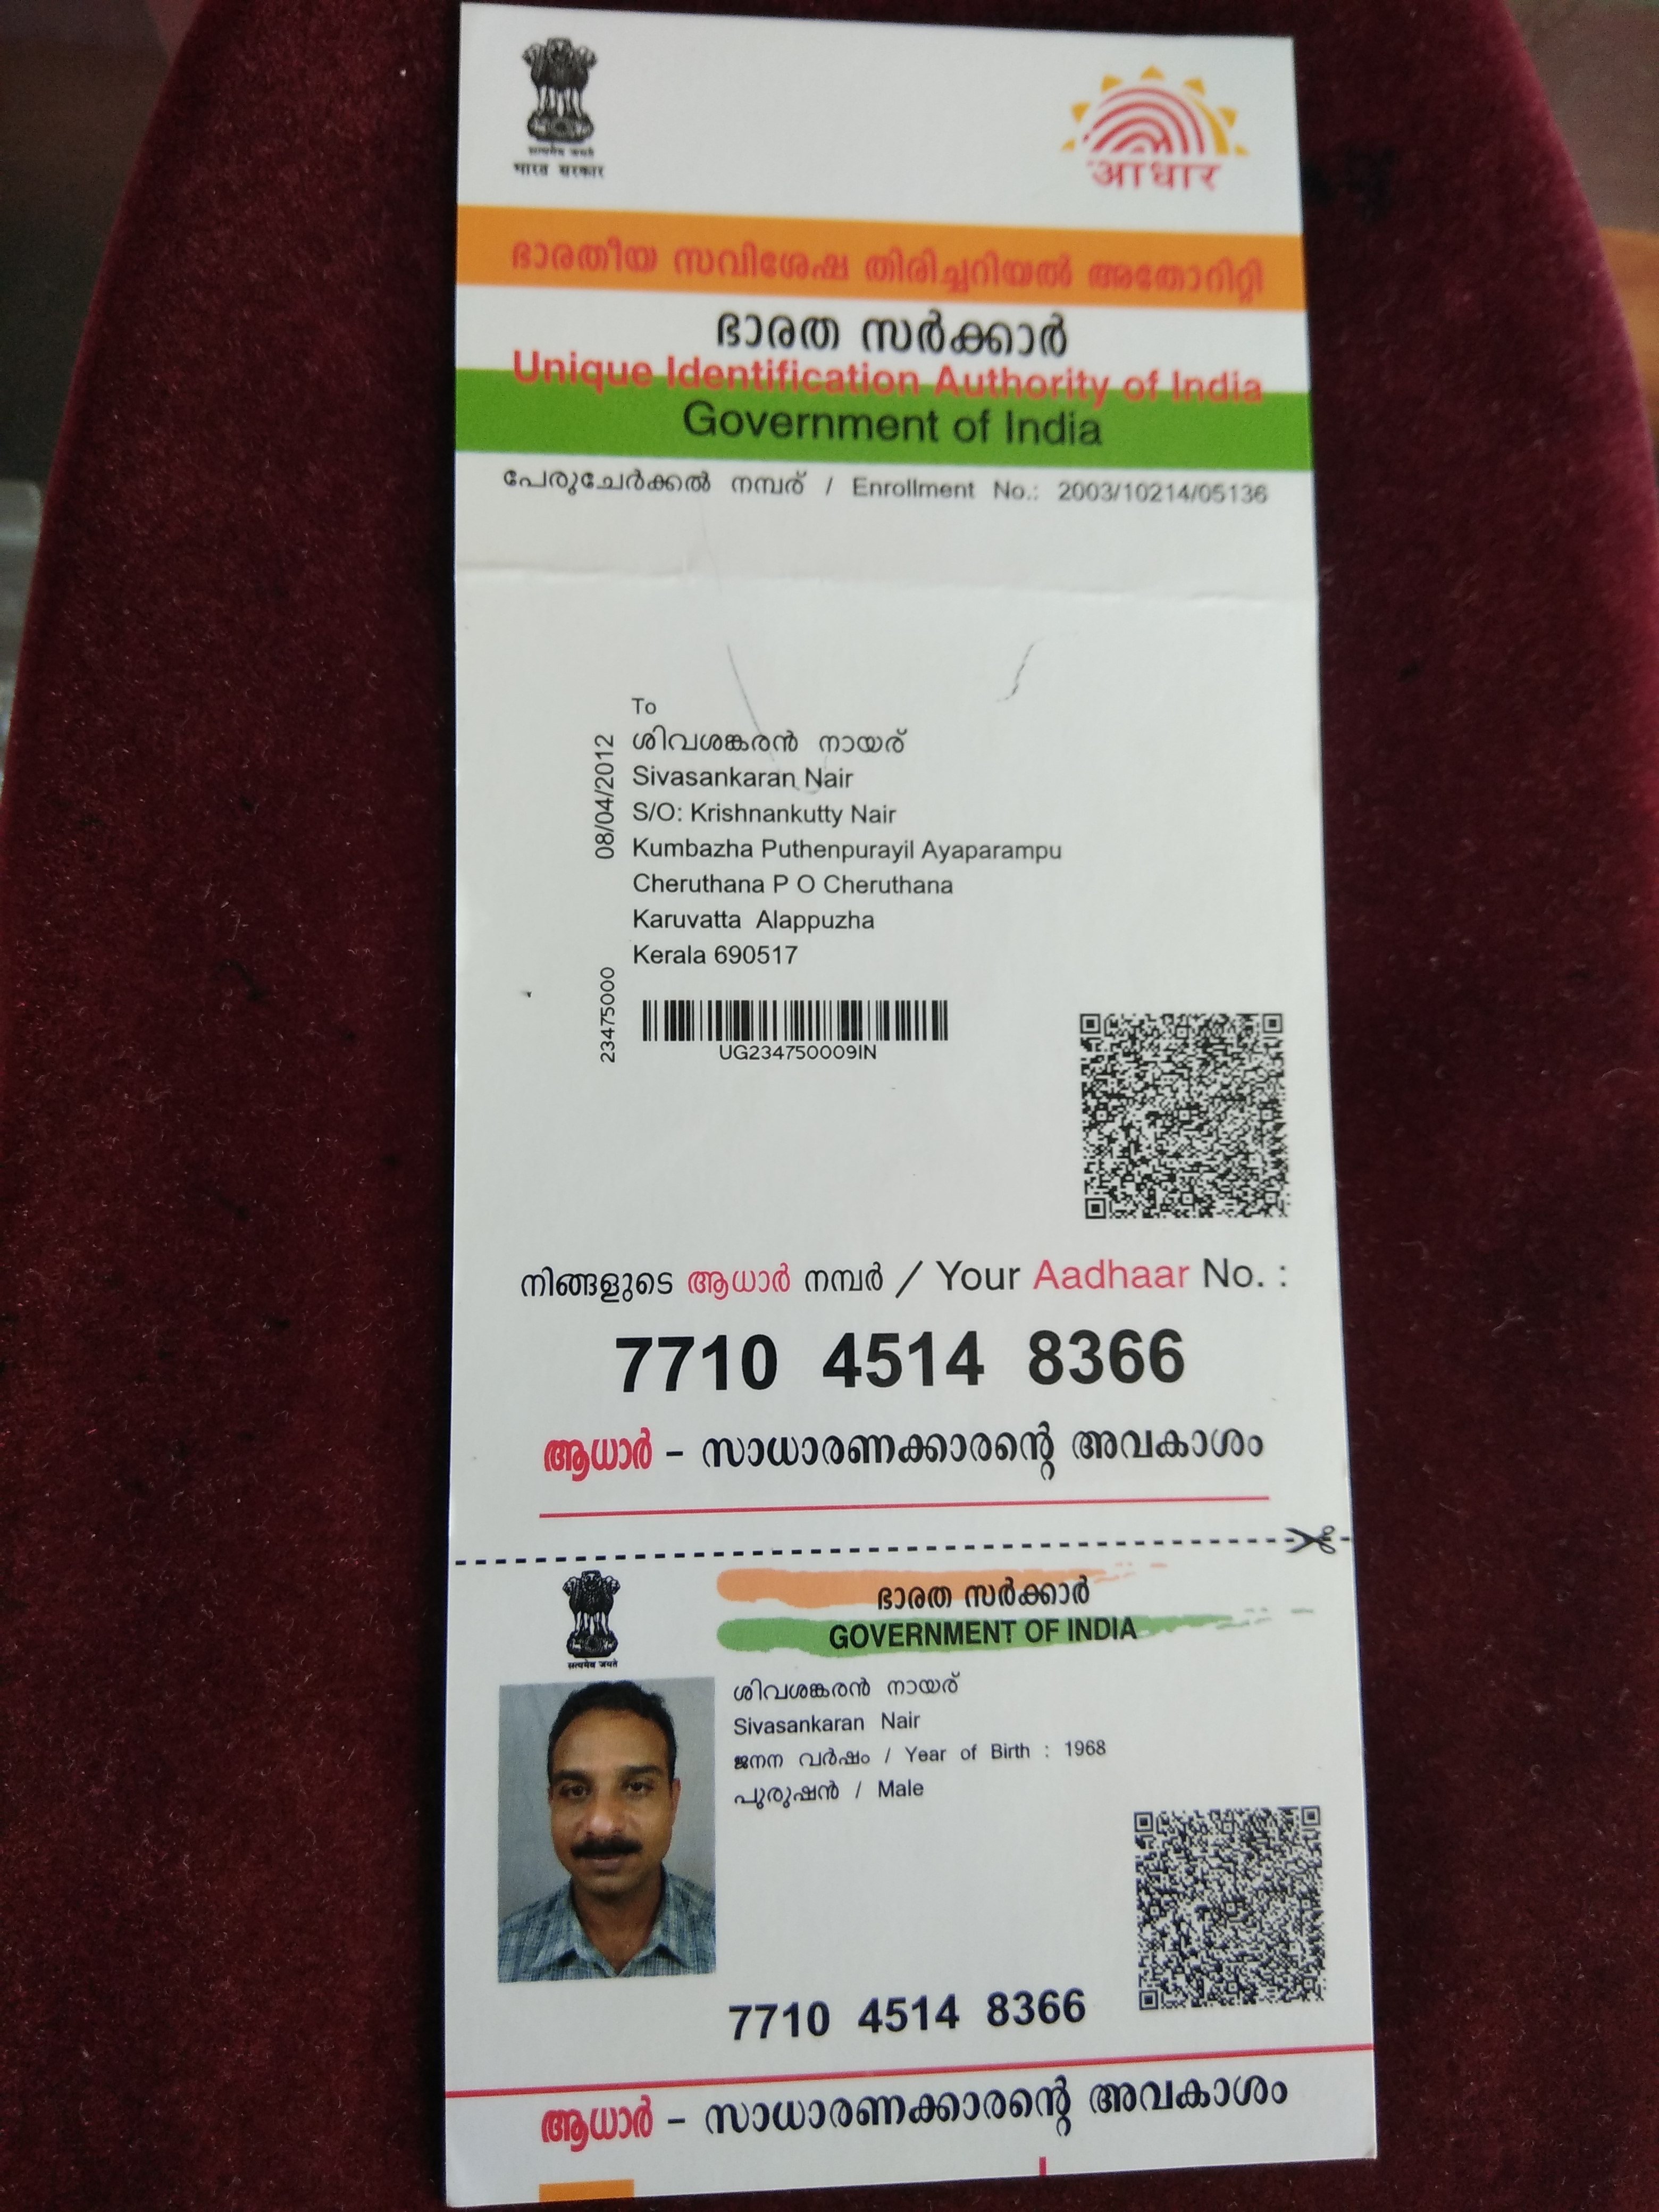 सत्यमेव जयते
भारत सरकार
आधार
ഭാരതീയ സവിശേഷ തിരിച്ചറിയൽ അതോറിറ്റി
ഭാരത സർക്കാർ
Unique Identification Authority of India
Government of India
പേരുചേർക്കൽ നമ്പര് / Enrollment No.: 2003/10214/05136
To
ശിവശങ്കരൻ നായര്
Sivasankaran Nair
S/O: Krishnankutty Nair
Kumbazha Puthenpurayil Ayaparampu
Cheruthana P O Cheruthana
Karuvatta Alappuzha
Kerala 690517
08/04/2012
23475000
UG234750009IN
നിങ്ങളുടെ ആധാർ നമ്പർ / Your Aadhaar No. :
7710 4514 8366
ആധാർ – സാധാരണക്കാരന്റെ അവകാശം
सत्यमेव जयते
ഭാരത സർക്കാർ
GOVERNMENT OF INDIA
ശിവശങ്കരൻ നായര്
Sivasankaran Nair
ജനന വർഷം / Year of Birth : 1968
പുരുഷൻ / Male
7710 4514 8366
ആധാർ – സാധാരണക്കാരന്റെ അവകാശം